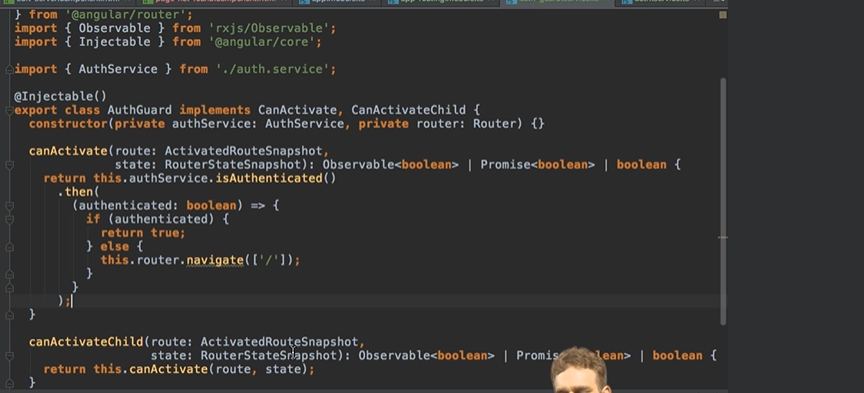 } from '@angular/router';
import { Observable } from 'rxjs/Observable';
import { Injectable } from '@angular/core';
import { AuthService } from './auth.service';
@Injectable()
export class AuthGuard implements CanActivate, CanActivateChild {
constructor(private authService: AuthService, private router: Router) {}
canActivate(route: ActivatedRouteSnapshot,
state: RouterStateSnapshot): Observable<boolean> | Promise<boolean> | boolean {
return this.authService.isAuthenticated()
.then(
(authenticated: boolean) => {
if (authenticated) {
return true;
} else {
this.router.navigate(['/']);
}
}
);
}
canActivateChild(route: ActivatedRouteSnapshot,
state: RouterStateSnapshot): Observable<boolean> | Promis lean> | boolean {
return this.canActivate(route, state);
}